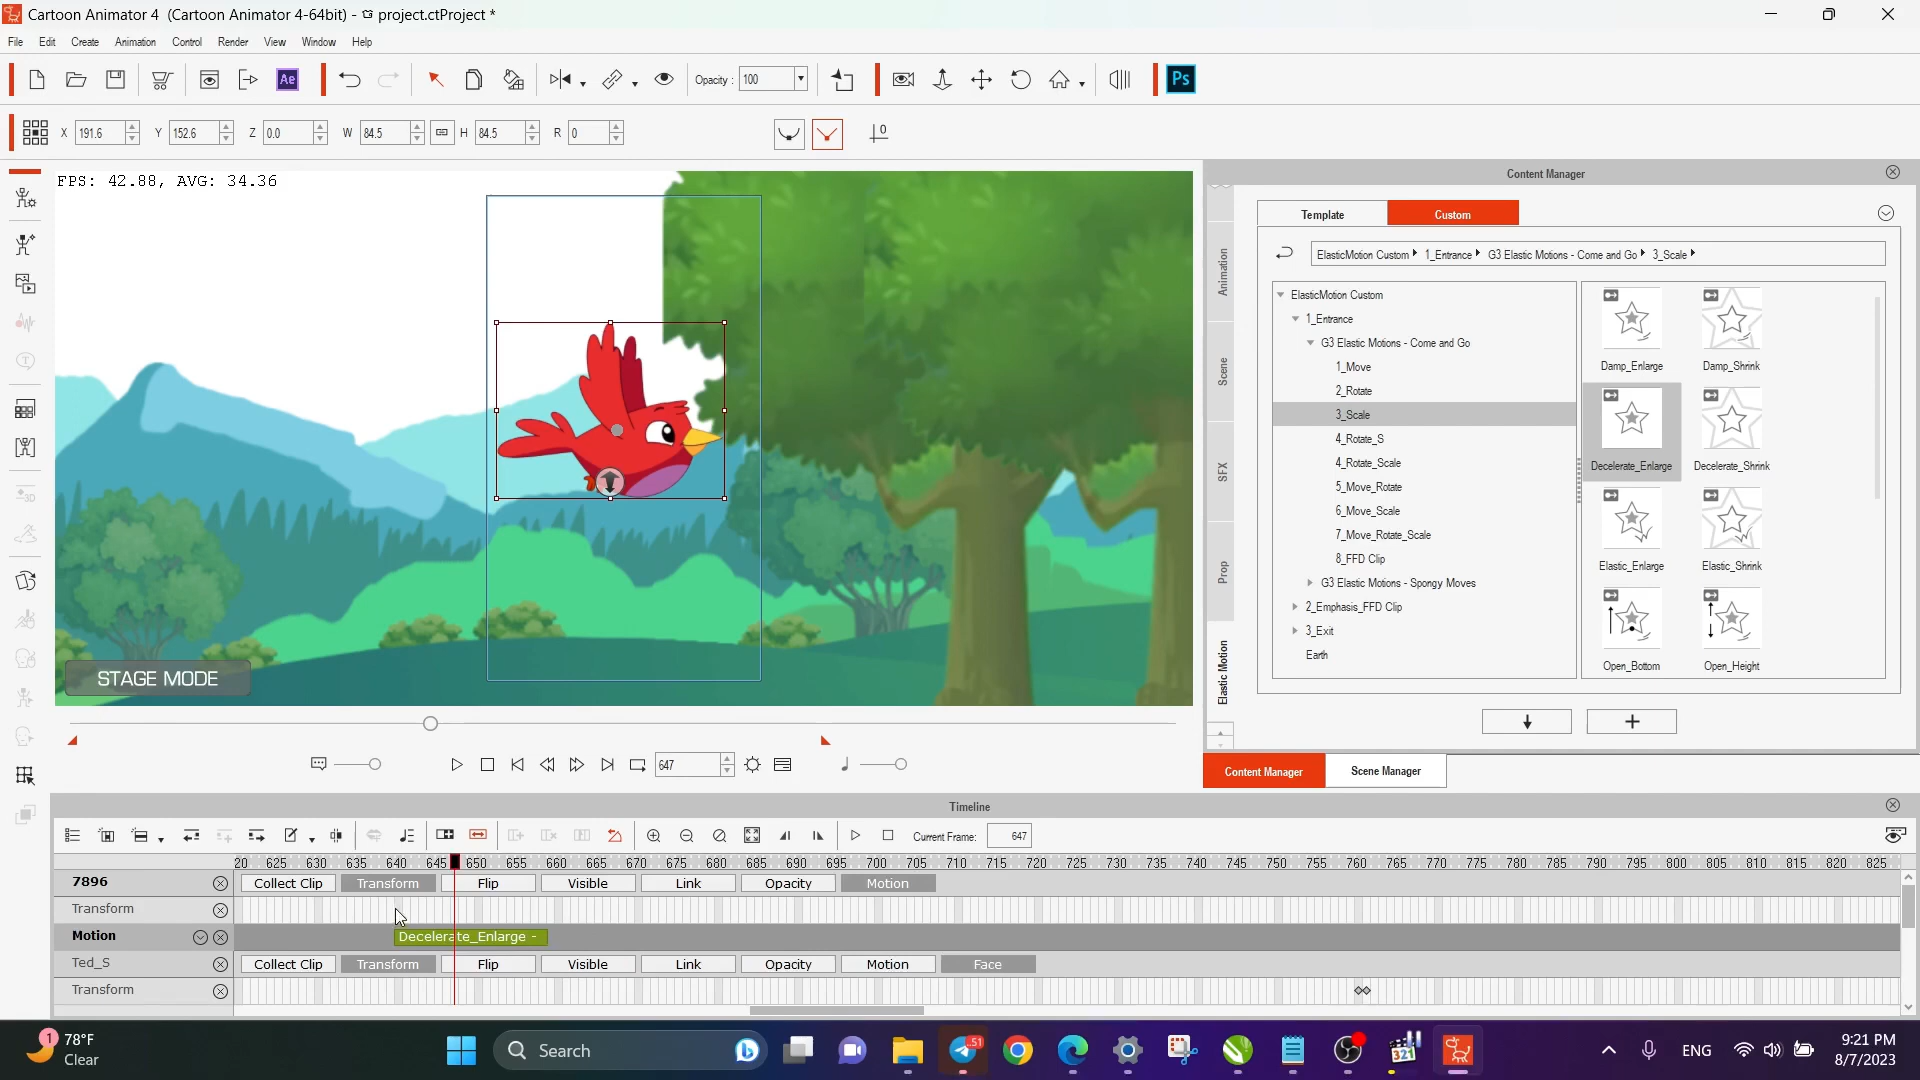 Cartoon Animator 4 (Cartoon Animator 4-64bit) - project.ctProject *
File Edit Create Animation Control Render View Window Help
Ae Opacity : 100 Ps
X 191.6 Y 152.6 Z 0.0 W 84.5 H 84.5 R 0
FPS: 42.88, AVG: 34.36
STAGE MODE
Content Manager
Template Custom
ElasticMotion Custom 1_Entrance G3 Elastic Motions - Come and Go 3_Scale
Animation
Scene
SFX
Prop
Elastic Motion
ElasticMotion Custom
1_Entrance
G3 Elastic Motions - Come and Go
1_Move
2_Rotate
3_Scale
4_Rotate_S
4_Rotate_Scale
5_Move_Rotate
6_Move_Scale
7_Move_Rotate_Scale
8_FFD Clip
G3 Elastic Motions - Spongy Moves
2_Emphasis_FFD Clip
3_Exit
Earth
Damp_Enlarge Damp_Shrink
Decelerate_Enlarge Decelerate_Shrink
Elastic_Enlarge Elastic_Shrink
Open_Bottom Open_Height
647
Content Manager Scene Manager
Timeline
Current Frame: 647
20 625 630 635 640 645 650 655 660 665 670 675 680 685 690 695 700 705 710 715 720 725 730 735 740 745 750 755 760 765 770 775 780 785 790 795 800 805 810 815 820 825
7896 Collect Clip Transform Flip Visible Link Opacity Motion
Transform
Motion Decelerate_Enlarge -
Ted_S Collect Clip Transform Flip Visible Link Opacity Motion Face
Transform
1 78°F
Clear
Search
51
321
ENG
9:21 PM
8/7/2023